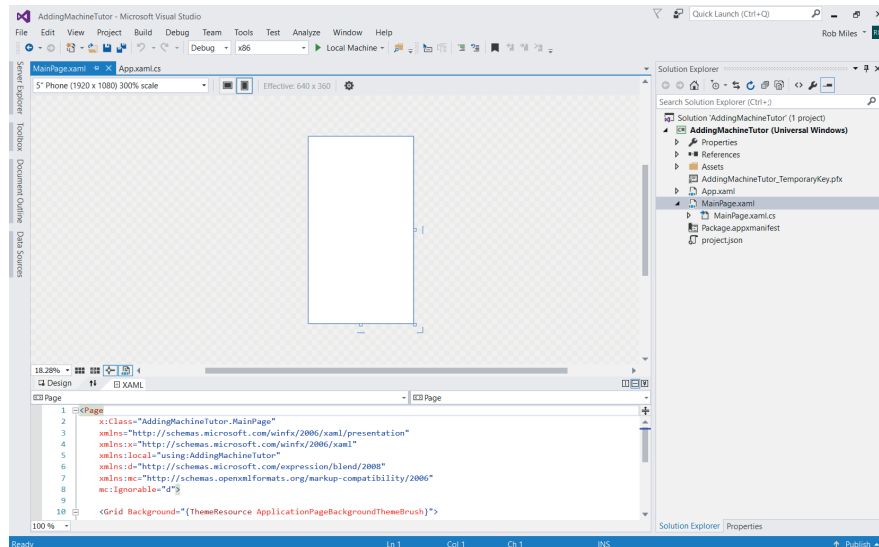 AddingMachineTutor - Microsoft Visual Studio
Quick Launch (Ctrl+Q)
File Edit View Project Build Debug Team Tools Test Analyze Window Help
Rob Miles
Debug x86 Local Machine
Server Explorer
Toolbox
Document Outline
Data Sources
MainPage.xaml App.xaml.cs
5" Phone (1920 x 1080) 300% scale Effective: 640 x 360
18.28%
Design XAML
Page Page
1 <Page
2 x:Class="AddingMachineTutor.MainPage"
3 xmlns="http://schemas.microsoft.com/winfx/2006/xaml/presentation"
4 xmlns:x="http://schemas.microsoft.com/winfx/2006/xaml"
5 xmlns:local="using:AddingMachineTutor"
6 xmlns:d="http://schemas.microsoft.com/expression/blend/2008"
7 xmlns:mc="http://schemas.openxmlformats.org/markup-compatibility/2006"
8 mc:Ignorable="d">
9
10 <Grid Background="{ThemeResource ApplicationPageBackgroundThemeBrush}">
100 %
Solution Explorer
Search Solution Explorer (Ctrl+;)
Solution 'AddingMachineTutor' (1 project)
AddingMachineTutor (Universal Windows)
Properties
References
Assets
AddingMachineTutor_TemporaryKey.pfx
App.xaml
MainPage.xaml
MainPage.xaml.cs
Package.appxmanifest
project.json
Solution Explorer Properties
Ready Ln 1 Col 1 Ch 1 INS Publish